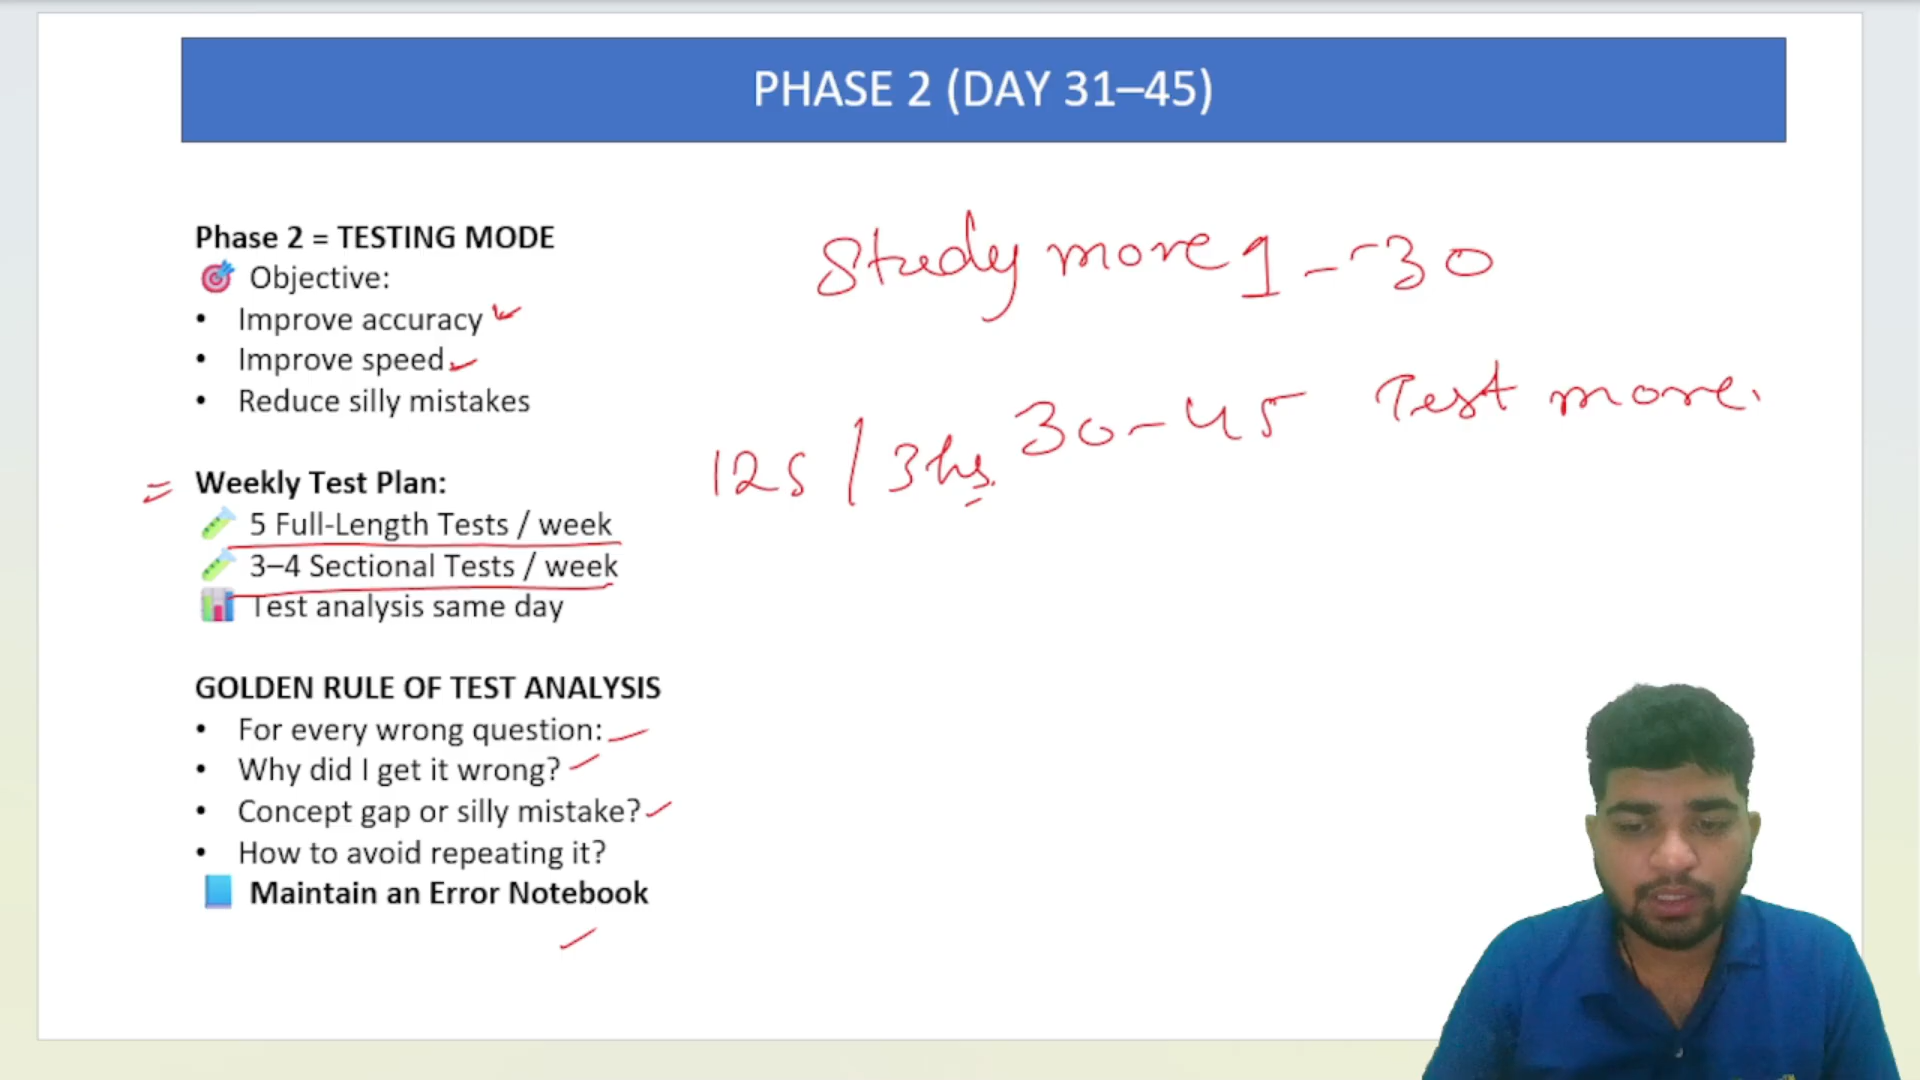 PHASE 2 (DAY 31–45)
Phase 2 = TESTING MODE
Objective:
• Improve accuracy
• Improve speed
• Reduce silly mistakes
Weekly Test Plan:
5 Full-Length Tests / week
3–4 Sectional Tests / week
Test analysis same day
GOLDEN RULE OF TEST ANALYSIS
• For every wrong question:
• Why did I get it wrong?
• Concept gap or silly mistake?
• How to avoid repeating it?
Maintain an Error Notebook
Study more 1 - - 30
30-45 Test more.
125 / 3hs.